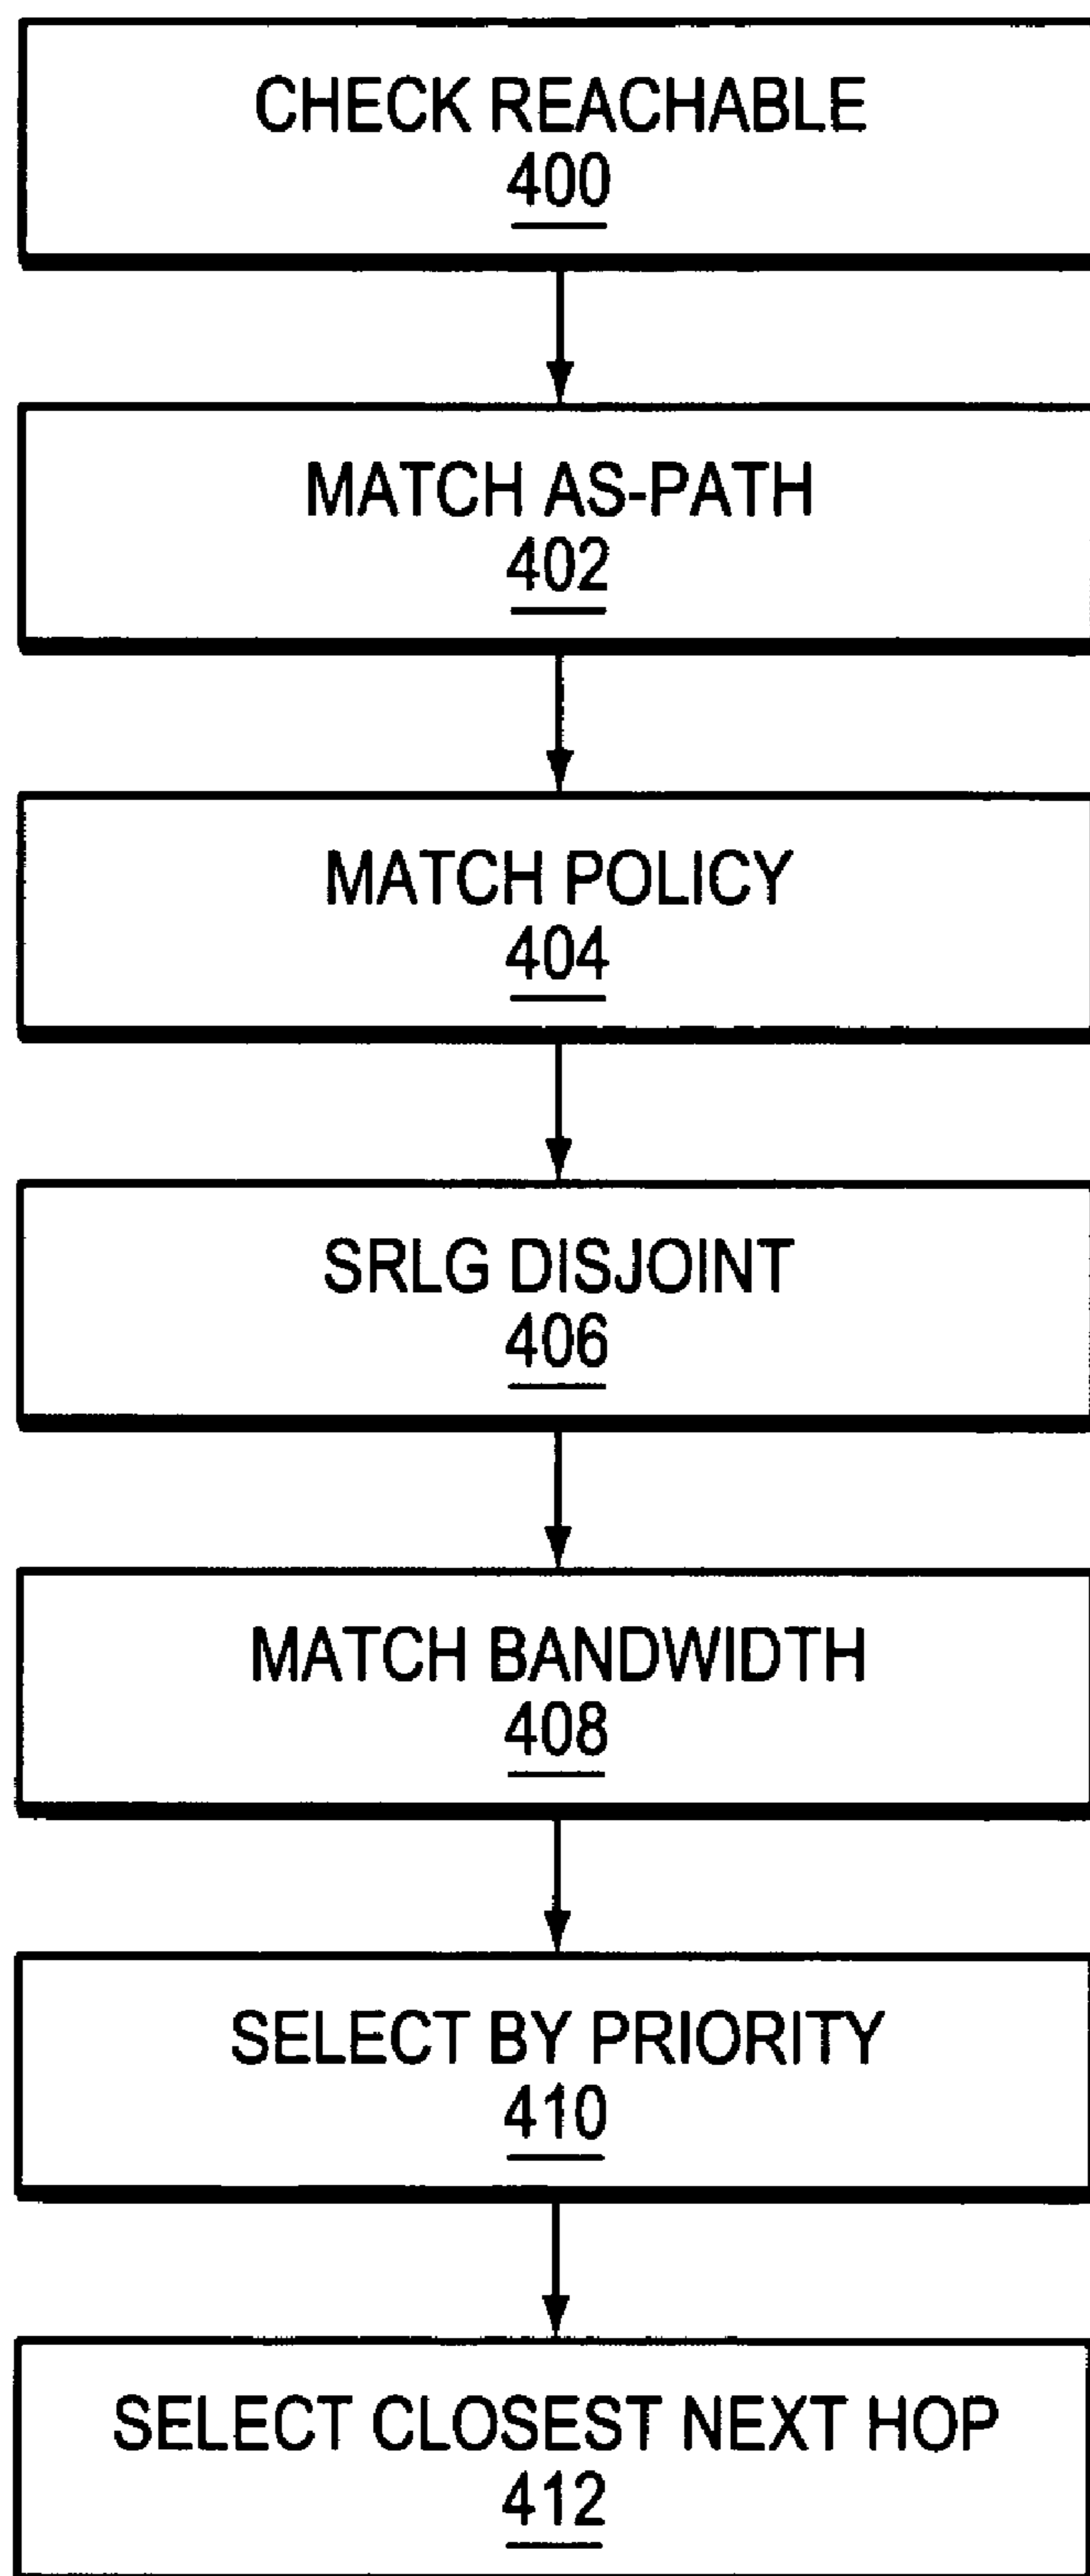 CHECK REACHABLE
400
MATCH AS-PATH
402
MATCH POLICY
404
SRLG DISJOINT
406
MATCH BANDWIDTH
408
SELECT BY PRIORITY
410
SELECT CLOSEST NEXT HOP
412